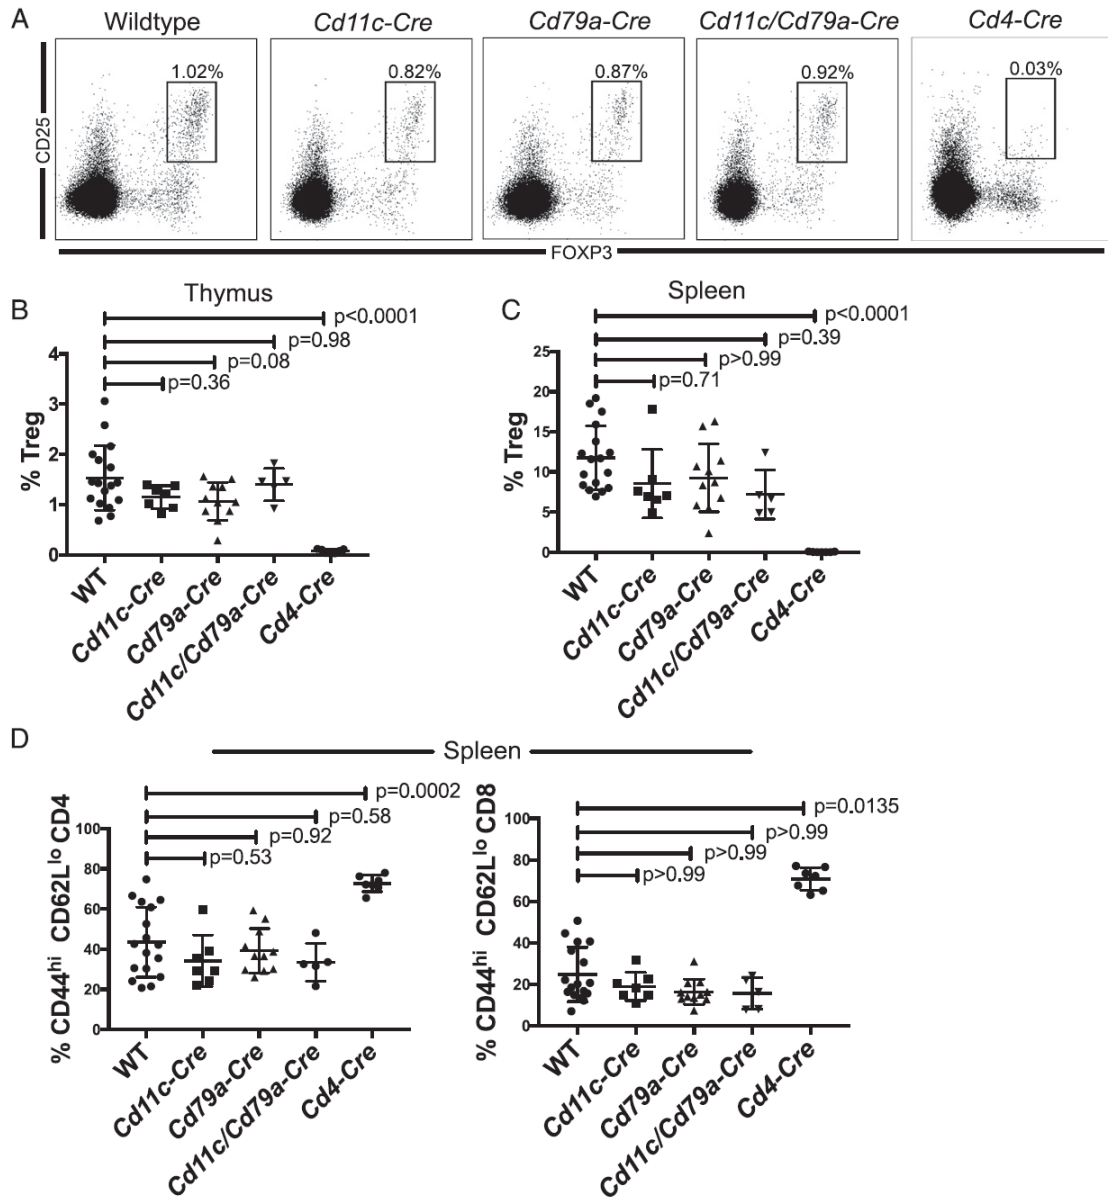 A
Wildtype Cd11c-Cre Cd79a-Cre Cd11c/Cd79a-Cre Cd4-Cre
1.02% 0.82% 0.87% 0.92% 0.03%
CD25
FOXP3
B
Thymus
p<0.0001
p=0.98
p=0.08
p=0.36
% Treg
4
3
2
1
0
WT
Cd11c-Cre
Cd79a-Cre
Cd11c/Cd79a-Cre
Cd4-Cre
C
Spleen
p<0.0001
p=0.39
p>0.99
p=0.71
% Treg
25
20
15
10
5
0
WT
Cd11c-Cre
Cd79a-Cre
Cd11c/Cd79a-Cre
Cd4-Cre
D
Spleen
p=0.0002
p=0.58
p=0.92
p=0.53
% CD44hi CD62Llo CD4
100
80
60
40
20
0
WT
Cd11c-Cre
Cd79a-Cre
Cd11c/Cd79a-Cre
Cd4-Cre
p=0.0135
p>0.99
p>0.99
p>0.99
% CD44hi CD62Llo CD8
100
80
60
40
20
0
WT
Cd11c-Cre
Cd79a-Cre
Cd11c/Cd79a-Cre
Cd4-Cre